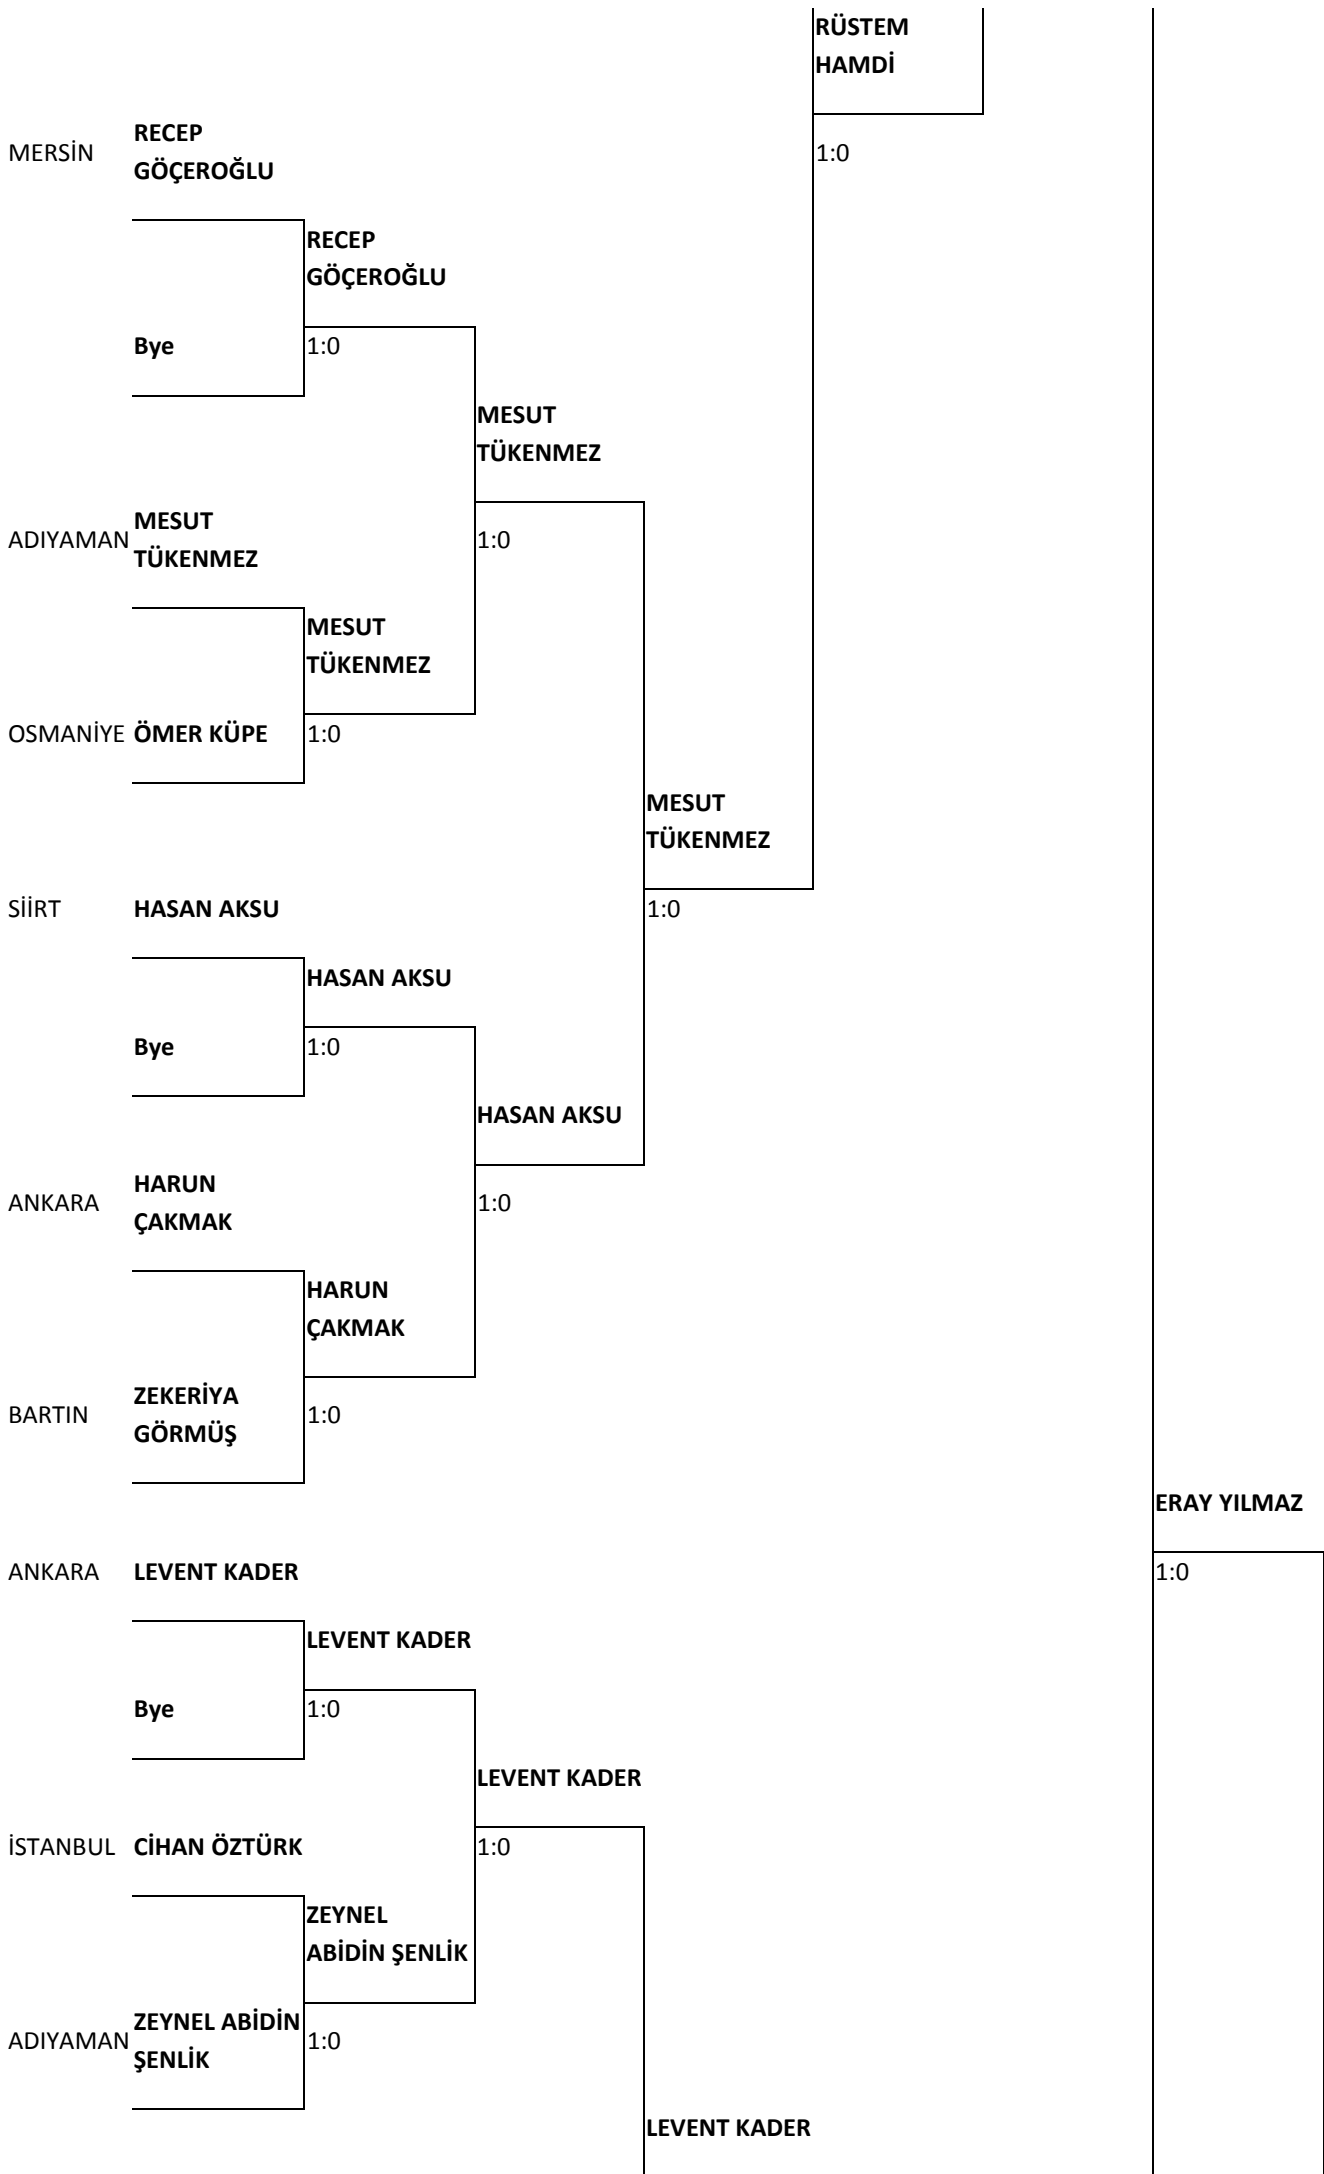 RÜSTEM
HAMDİ
MERSİN
RECEP
GÖÇEROĞLU
1:0
RECEP
GÖÇEROĞLU
Bye
1:0
MESUT
TÜKENMEZ
ADIYAMAN
MESUT
TÜKENMEZ
1:0
MESUT
TÜKENMEZ
OSMANİYE ÖMER KÜPE
1:0
MESUT
TÜKENMEZ
SİİRT HASAN AKSU
1:0
HASAN AKSU
Bye
1:0
HASAN AKSU
ANKARA
HARUN
ÇAKMAK
1:0
HARUN
ÇAKMAK
BARTIN
ZEKERİYA
GÖRMÜŞ
1:0
ERAY YILMAZ
ANKARA LEVENT KADER
1:0
LEVENT KADER
Bye
1:0
LEVENT KADER
İSTANBUL CİHAN ÖZTÜRK
1:0
ZEYNEL
ABİDİN ŞENLİK
ADIYAMAN
ZEYNEL ABİDİN
ŞENLİK
1:0
LEVENT KADER